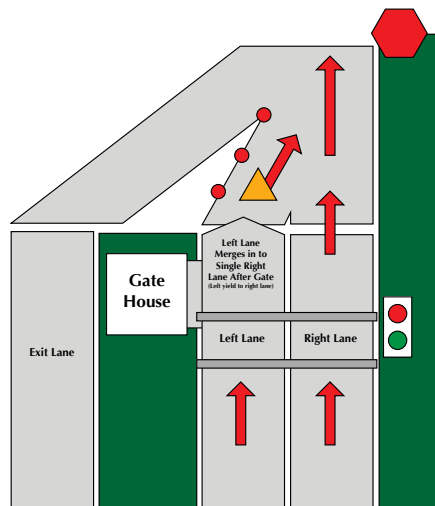 Left Lane
Merges in to
Single Right
Lane After Gate
(Left yield to right lane)
Gate
House
Exit Lane
Left Lane
Right Lane